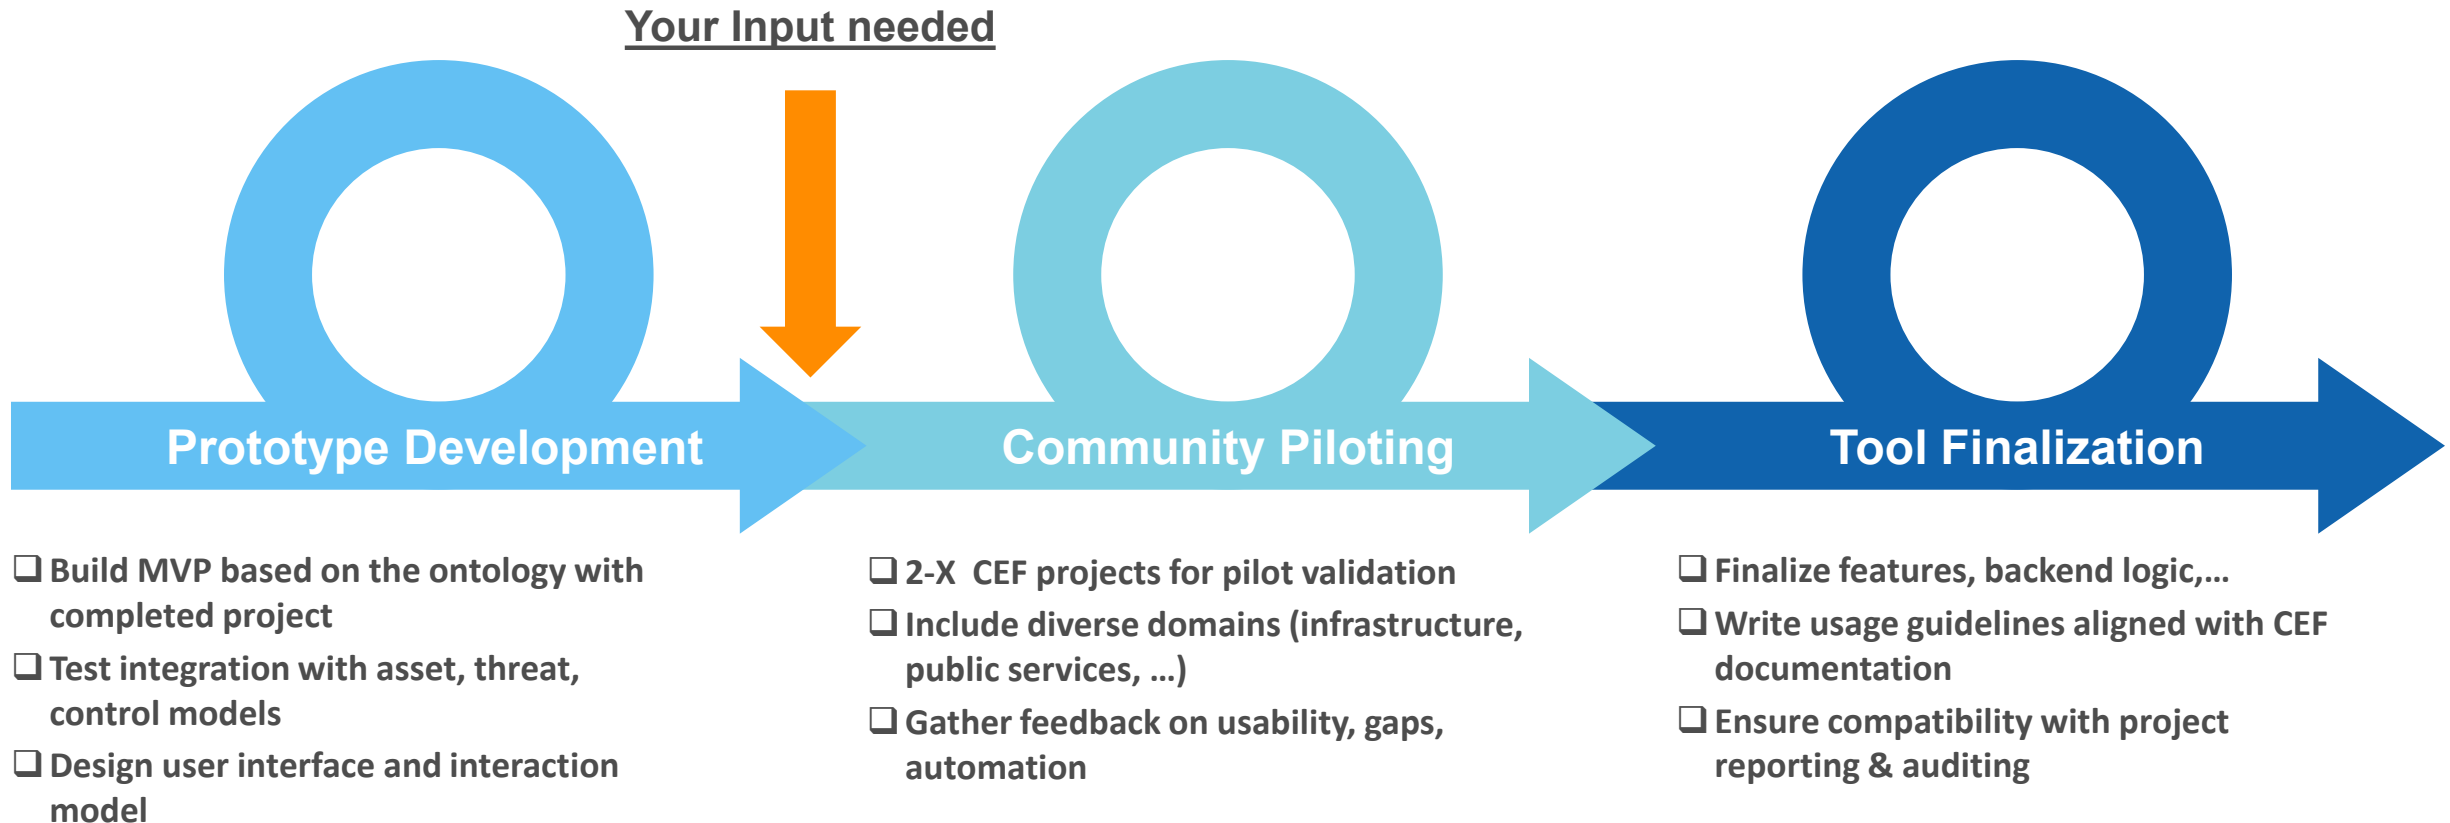 Your Input needed
Prototype Development
Community Piloting
Tool Finalization
❑ Build MVP based on the ontology with
completed project
❑ Test integration with asset, threat,
control models
❑ Design user interface and interaction
model
❑ 2-X  CEF projects for pilot validation
❑ Include diverse domains (infrastructure,
public services, …)
❑ Gather feedback on usability, gaps,
automation
❑ Finalize features, backend logic,…
❑ Write usage guidelines aligned with CEF
documentation
❑ Ensure compatibility with project
reporting & auditing